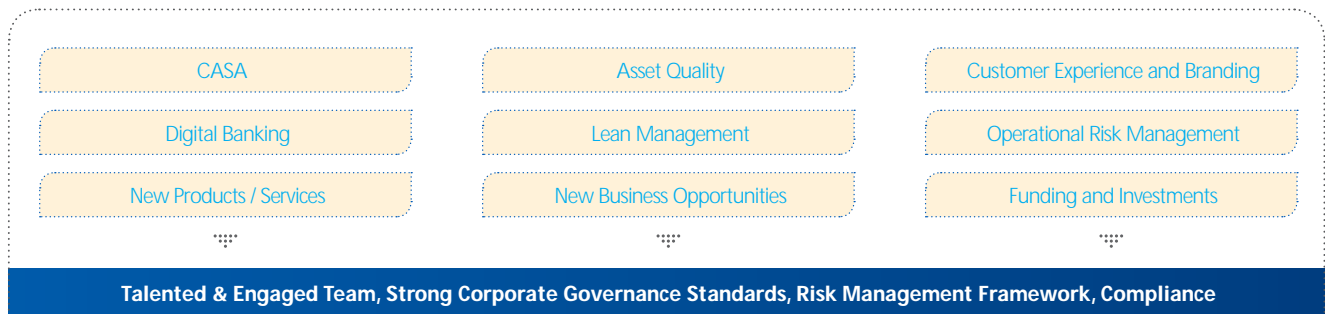 CASA
Asset Quality
Customer Experience and Branding
Digital Banking
Lean Management
Operational Risk Management
New Products / Services
New Business Opportunities
Funding and Investments
Talented & Engaged Team, Strong Corporate Governance Standards, Risk Management Framework, Compliance